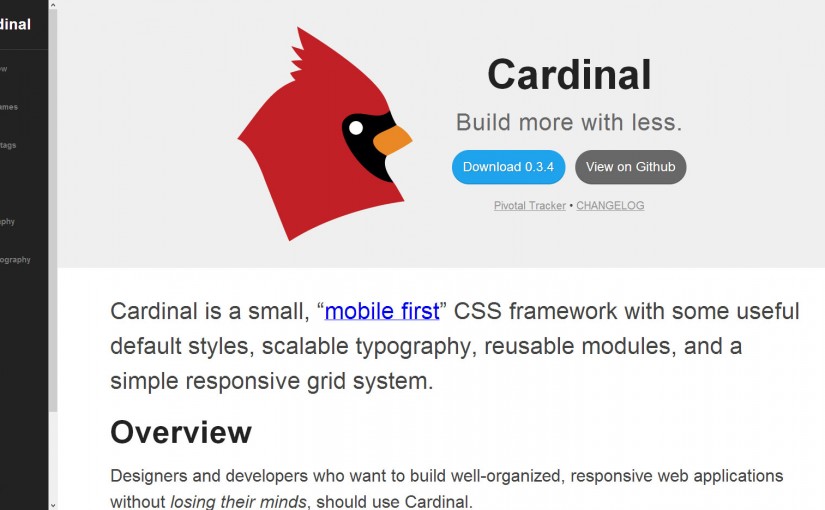 dinal
ew
ames
tags
phy
ography
Cardinal
Build more with less.
Download 0.3.4
View on Github
Pivotal Tracker • CHANGELOG
Cardinal is a small, “mobile first” CSS framework with some useful
default styles, scalable typography, reusable modules, and a
simple responsive grid system.
Overview
Designers and developers who want to build well-organized, responsive web applications
without losing their minds, should use Cardinal.